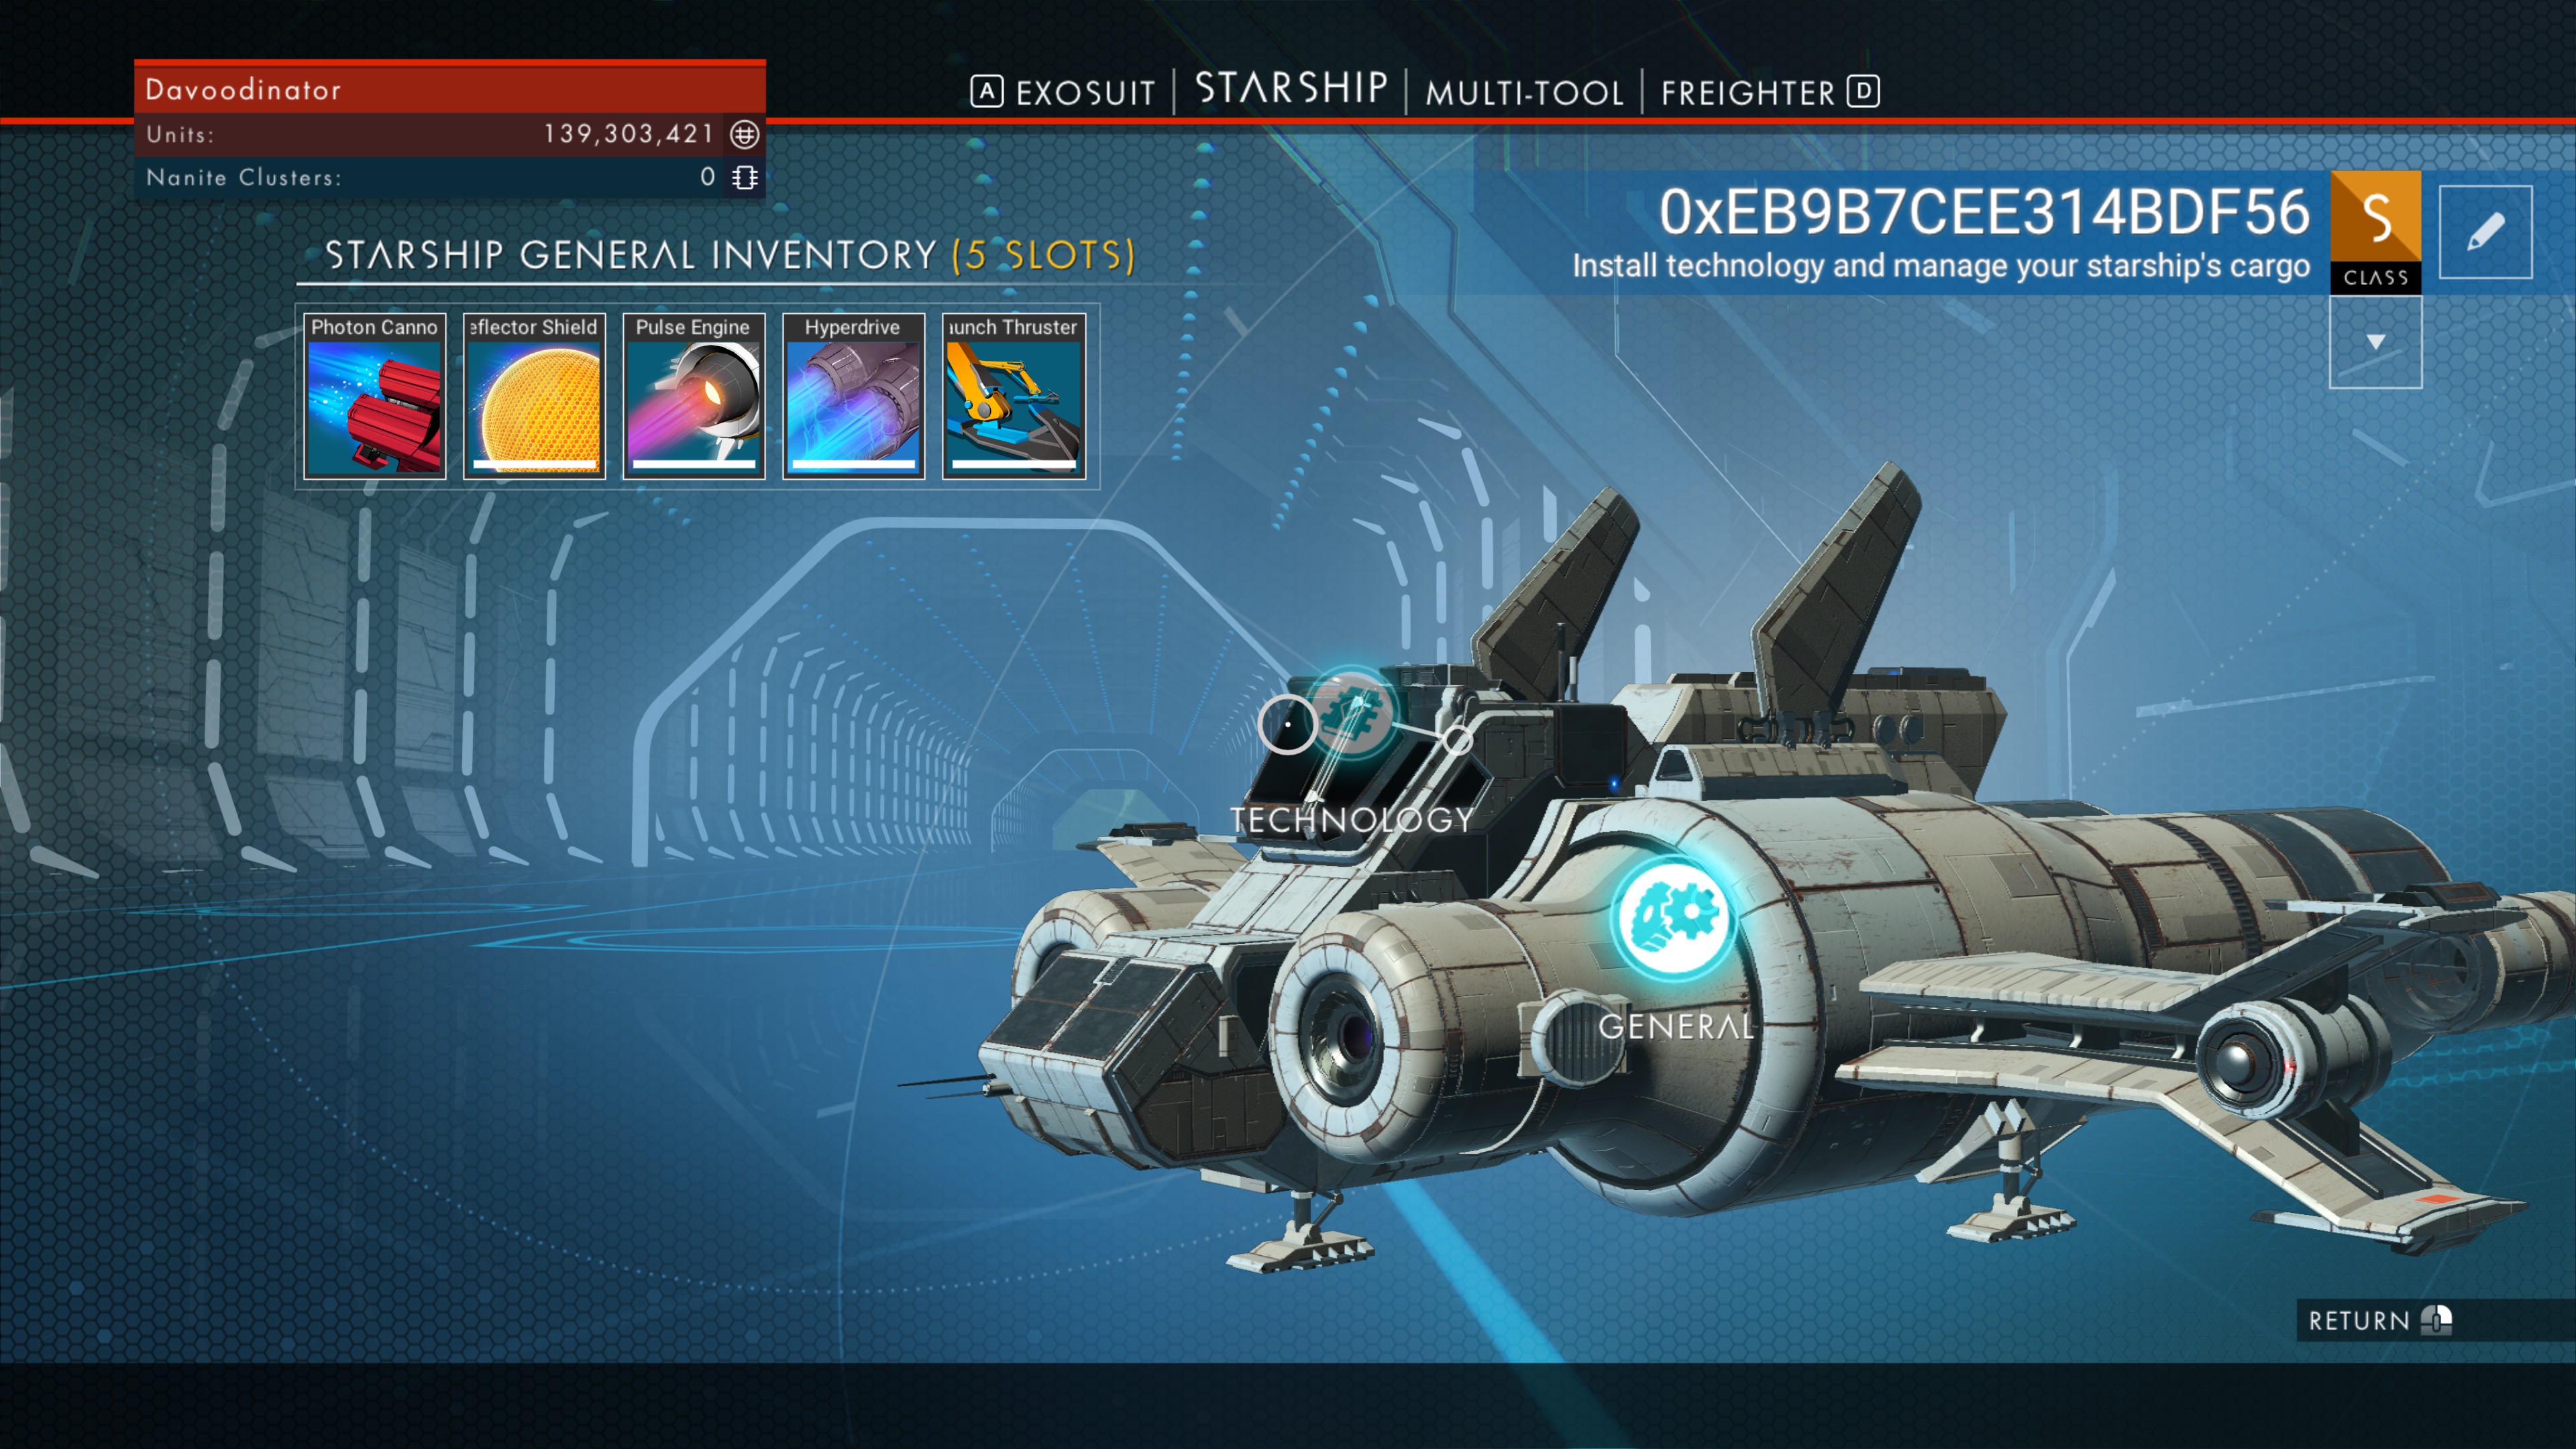 Davoodinator
Units: 139,303,421
Nanite Clusters: 0
A EXOSUIT STARSHIP MULTI-TOOL FREIGHTER D
0xEB9B7CEE314BDF56
Install technology and manage your starship's cargo
S
CLASS
STARSHIP GENERAL INVENTORY (5 SLOTS)
Photon Canno eflector Shield Pulse Engine Hyperdrive aunch Thruster
TECHNOLOGY
GENERAL
RETURN